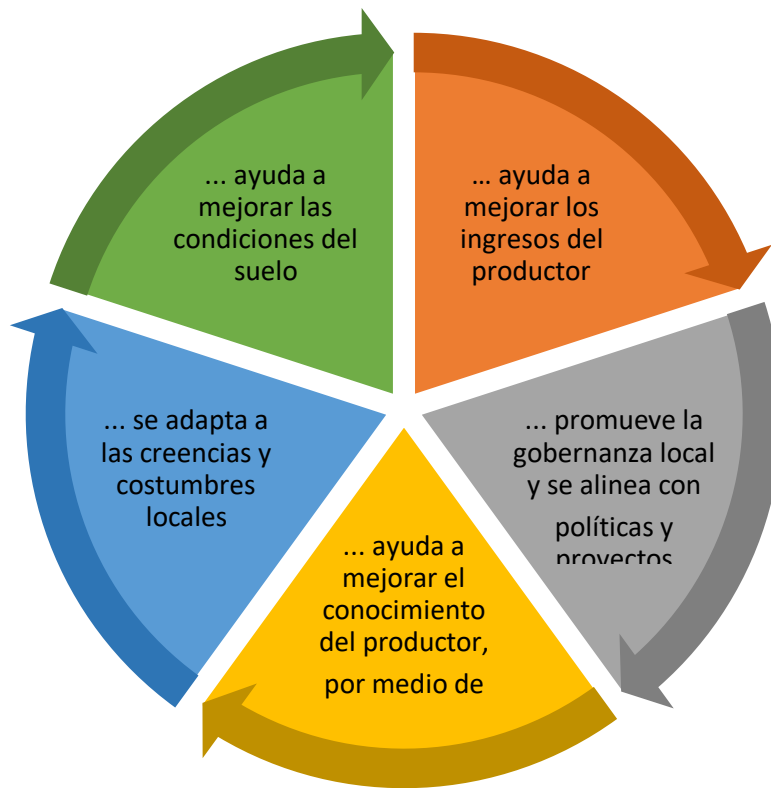 ... ayuda a
mejorar las
condiciones del
suelo
... ayuda a
mejorar los
ingresos del
productor
... promueve la
gobernanza local
y se alinea con
políticas y
proyectos
... ayuda a
mejorar el
conocimiento
del productor,
por medio de
... se adapta a
las creencias y
costumbres
locales